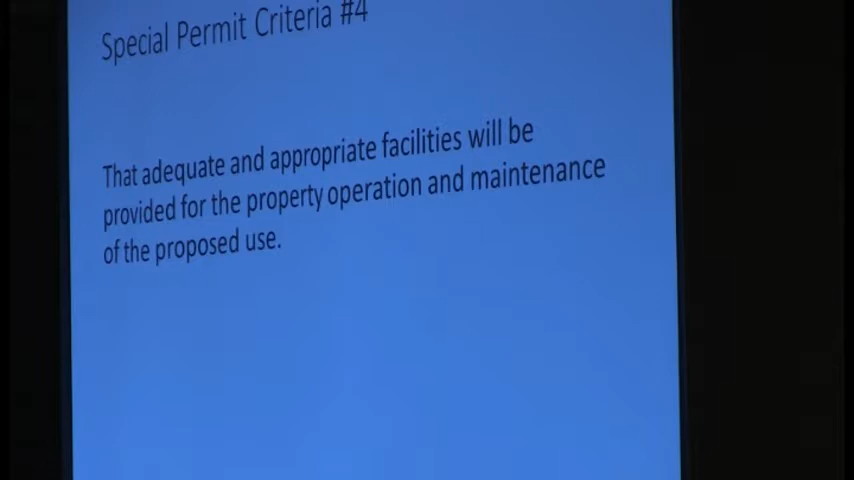 Special Permit Criteria #4
That adequate and appropriate facilities will be
provided for the property operation and maintenance
of the proposed use.